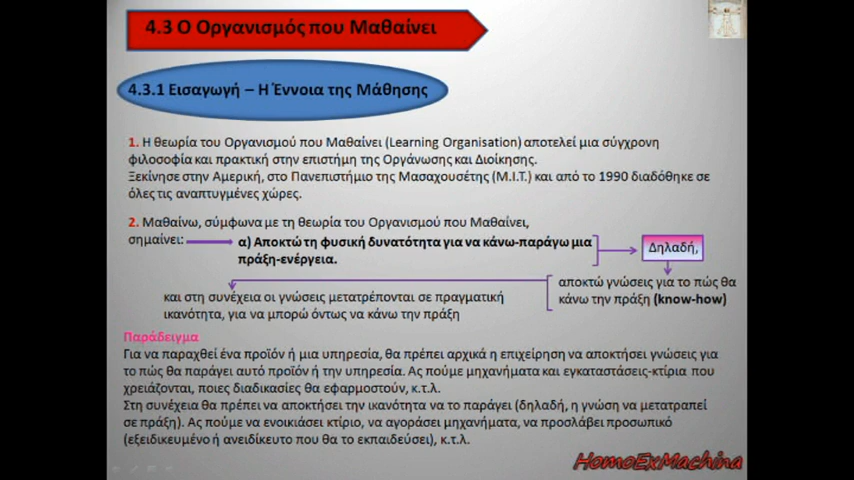 4.3 Ο Οργανισμός που Μαθαίνει
4.3.1 Εισαγωγή – Η Έννοια της Μάθησης
1. Η θεωρία του Οργανισμού που Μαθαίνει (Learning Organisation) αποτελεί μια σύγχρονη
φιλοσοφία και πρακτική στην επιστήμη της Οργάνωσης και Διοίκησης.
Ξεκίνησε στην Αμερική, στο Πανεπιστήμιο της Μασαχουσέτης (Μ.Ι.Τ.) και από το 1990 διαδόθηκε σε
όλες τις αναπτυγμένες χώρες.
2. Μαθαίνω, σύμφωνα με τη θεωρία του Οργανισμού που Μαθαίνει,
σημαίνει:
α) Αποκτώ τη φυσική δυνατότητα για να κάνω-παράγω μια
πράξη-ενέργεια.
Δηλαδή,
αποκτώ γνώσεις για το πώς θα
κάνω την πράξη (know-how)
και στη συνέχεια οι γνώσεις μετατρέπονται σε πραγματική
ικανότητα, για να μπορώ όντως να κάνω την πράξη
Παράδειγμα
Για να παραχθεί ένα προϊόν ή μια υπηρεσία, θα πρέπει αρχικά η επιχείρηση να αποκτήσει γνώσεις για
το πώς θα παράγει αυτό προϊόν ή την υπηρεσία. Ας πούμε μηχανήματα και εγκαταστάσεις-κτίρια που
χρειάζονται, ποιες διαδικασίες θα εφαρμοστούν, κ.τ.λ.
Στη συνέχεια θα πρέπει να αποκτήσει την ικανότητα να το παράγει (δηλαδή, η γνώση να μετατραπεί
σε πράξη). Ας πούμε να ενοικιάσει κτίριο, να αγοράσει μηχανήματα, να προσλάβει προσωπικό
(εξειδικευμένο ή ανειδίκευτο που θα το εκπαιδεύσει), κ.τ.λ.
HomoExMachina